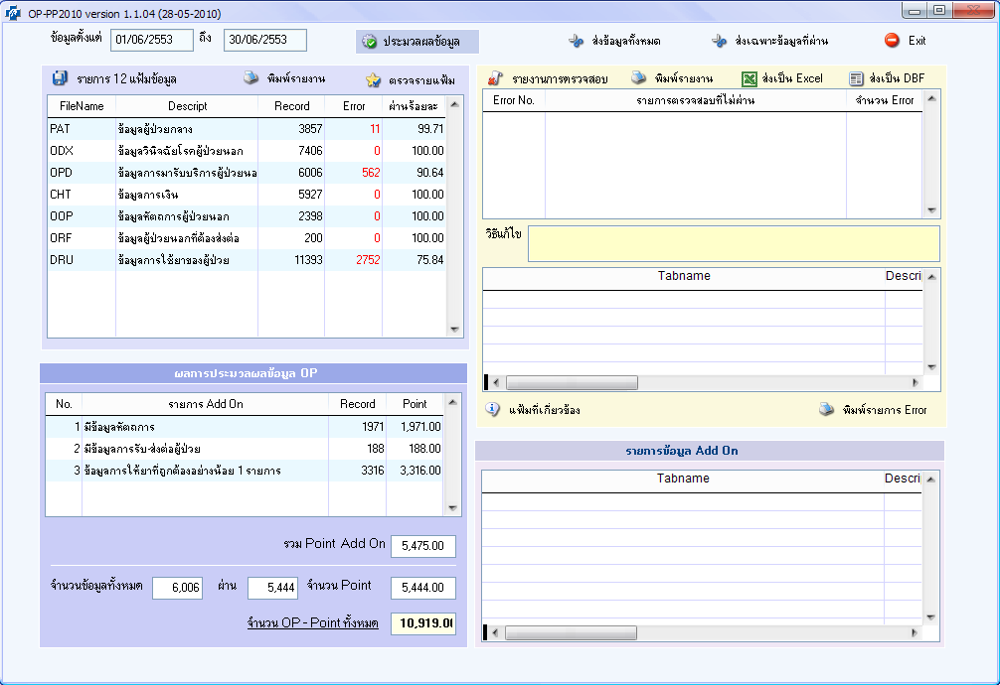 OP-PP2010 version 1.1.04 (28-05-2010)
ข้อมูลตั้งแต่ 01/06/2553 ถึง 30/06/2553 ประมวลผลข้อมูล ส่งข้อมูลทั้งหมด ส่งเฉพาะข้อมูลที่ผ่าน Exit
รายการ 12 แฟ้มข้อมูล พิมพ์รายงาน ตรวจรายแฟ้ม
FileName Descript Record Error ผ่านร้อยละ
PAT ข้อมูลผู้ป่วยกลาง 3857 11 99.71
ODX ข้อมูลวินิจฉัยโรคผู้ป่วยนอก 7406 0 100.00
OPD ข้อมูลการมารับบริการผู้ป่วยนอ 6006 562 90.64
CHT ข้อมูลการเงิน 5927 0 100.00
OOP ข้อมูลหัตถการผู้ป่วยนอก 2398 0 100.00
ORF ข้อมูลผู้ป่วยนอกที่ต้องส่งต่อ 200 0 100.00
DRU ข้อมูลการใช้ยาของผู้ป่วย 11393 2752 75.84
รายงานการตรวจสอบ พิมพ์รายงาน ส่งเป็น Excel ส่งเป็น DBF
Error No. รายการตรวจสอบที่ไม่ผ่าน จำนวน Error
วิธีแก้ไข
Tabname Descri
แฟ้มที่เกี่ยวข้อง พิมพ์รายการ Error
ผลการประมวลผลข้อมูล OP
No. รายการ Add On Record Point
1 มีข้อมูลหัตถการ 1971 1,971.00
2 มีข้อมูลการรับ-ส่งต่อผู้ป่วย 188 188.00
3 ข้อมูลการให้ยาที่ถูกต้องอย่างน้อย 1 รายการ 3316 3,316.00
รวม Point Add On 5,475.00
จำนวนข้อมูลทั้งหมด 6,006 ผ่าน 5,444 จำนวน Point 5,444.00
จำนวน OP - Point ทั้งหมด 10,919.0
รายการข้อมูล Add On
Tabname Descri